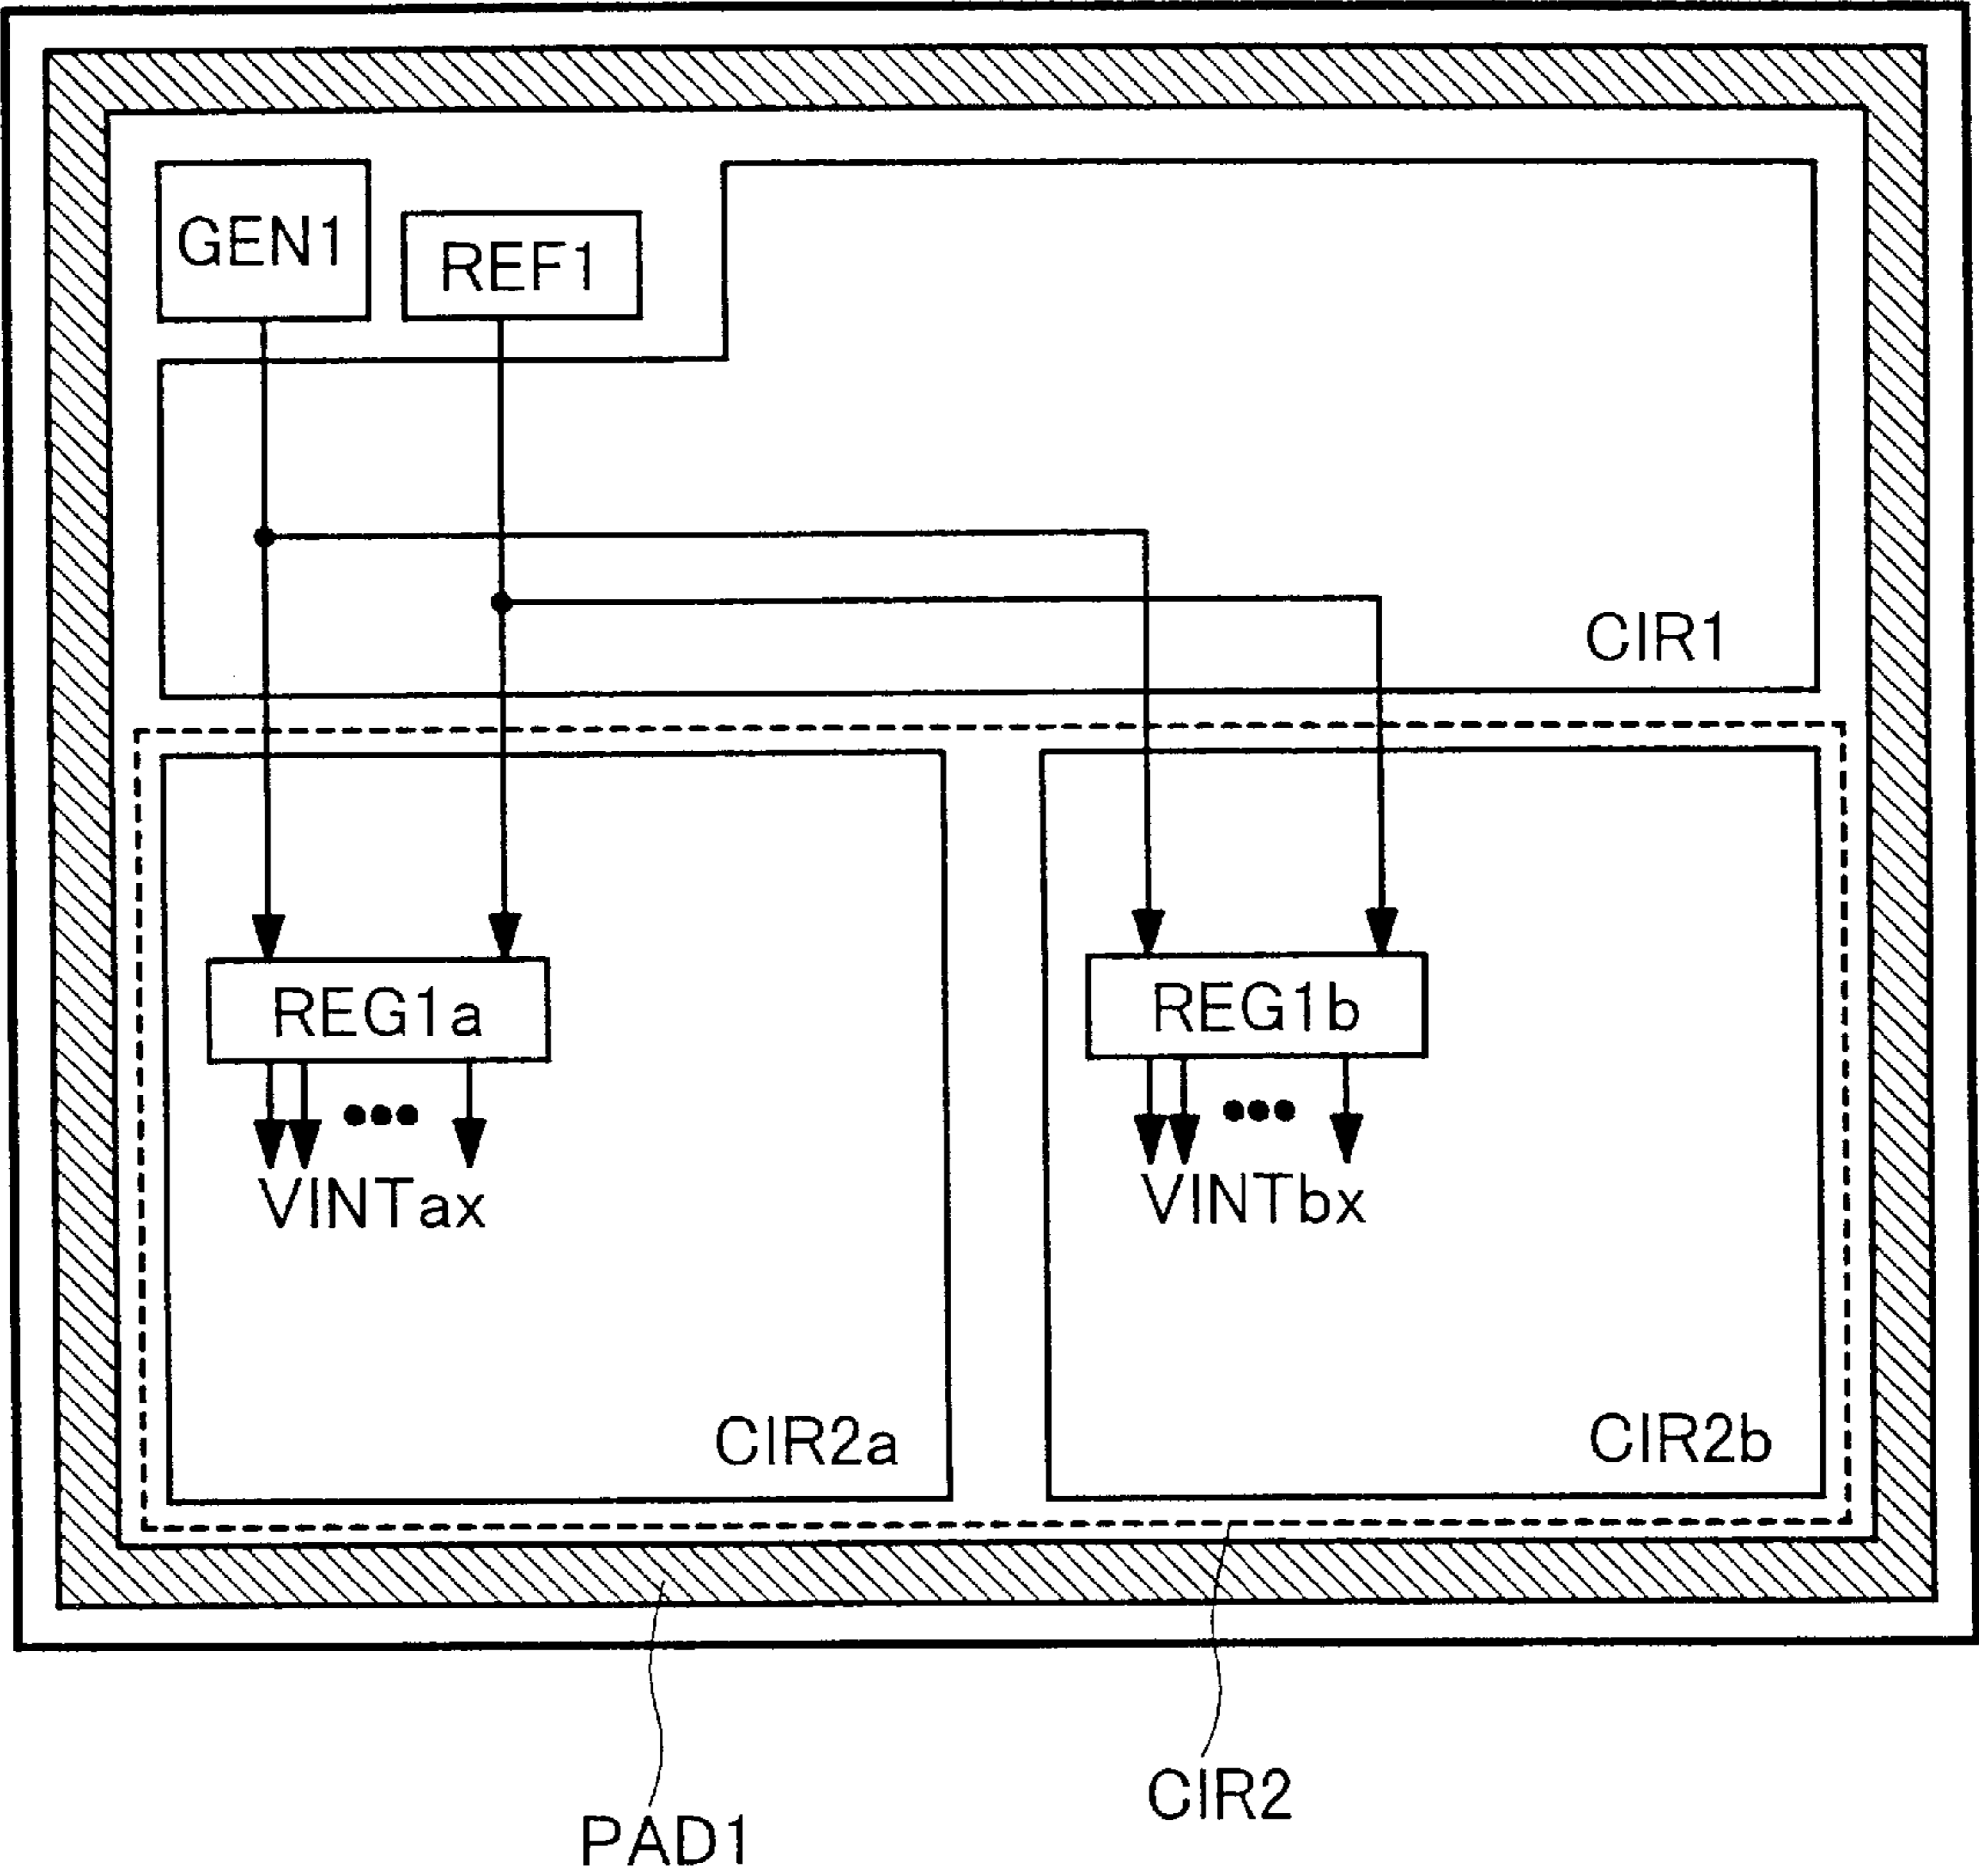 GEN1
REF1
CIR1
REG1a
REG1b
VINTax
VINTbx
CIR2a
CIR2b
CIR2
PAD1